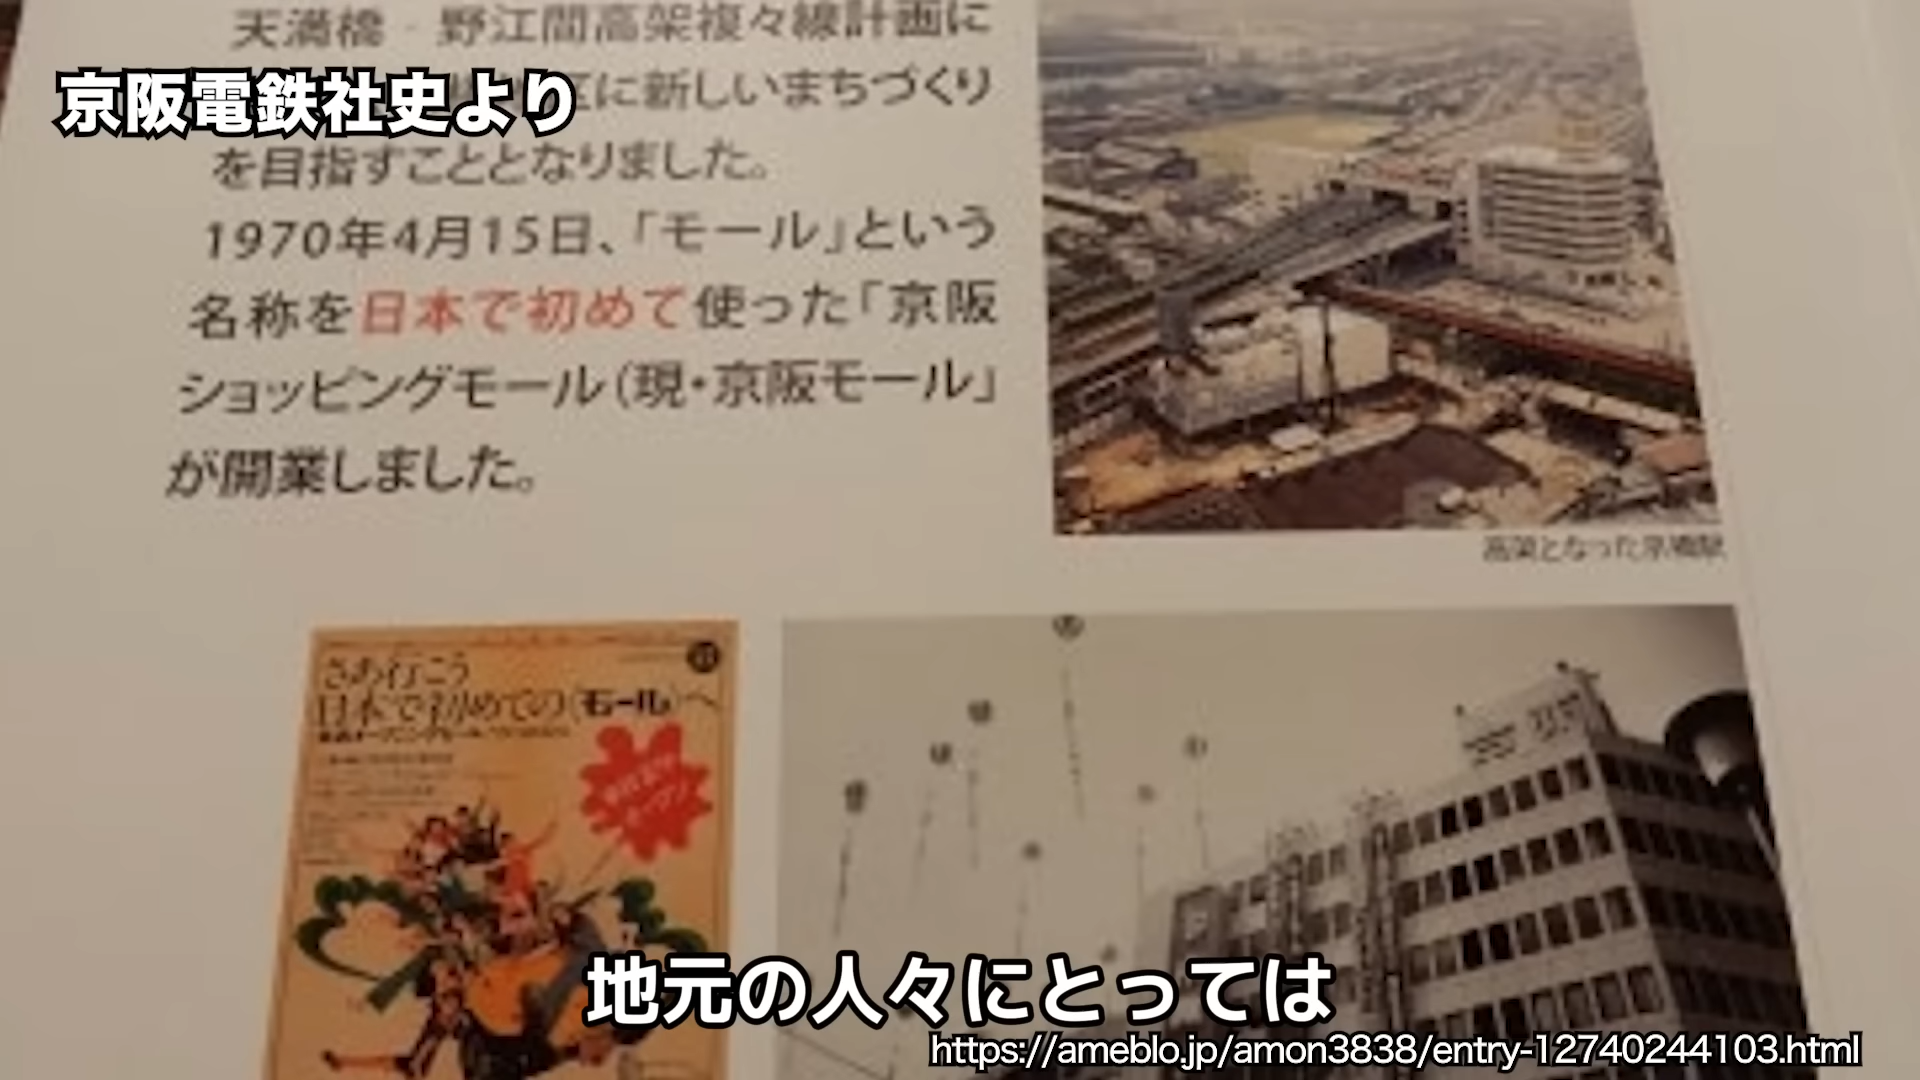 天満橋‐野江間高架複々線計画に
京阪電鉄社史より
に新しいまちづくり
を目指すこととなりました。
1970年4月15日、「モール」という
名称を日本で初めて使った「京阪
ショッピングモール（現・京阪モール」
が開業しました。
高架となった京橋駅
さあ行こう
日本で初めての〈モール〉へ
地元の人々にとっては
https://ameblo.jp/amon3838/entry-12740244103.html